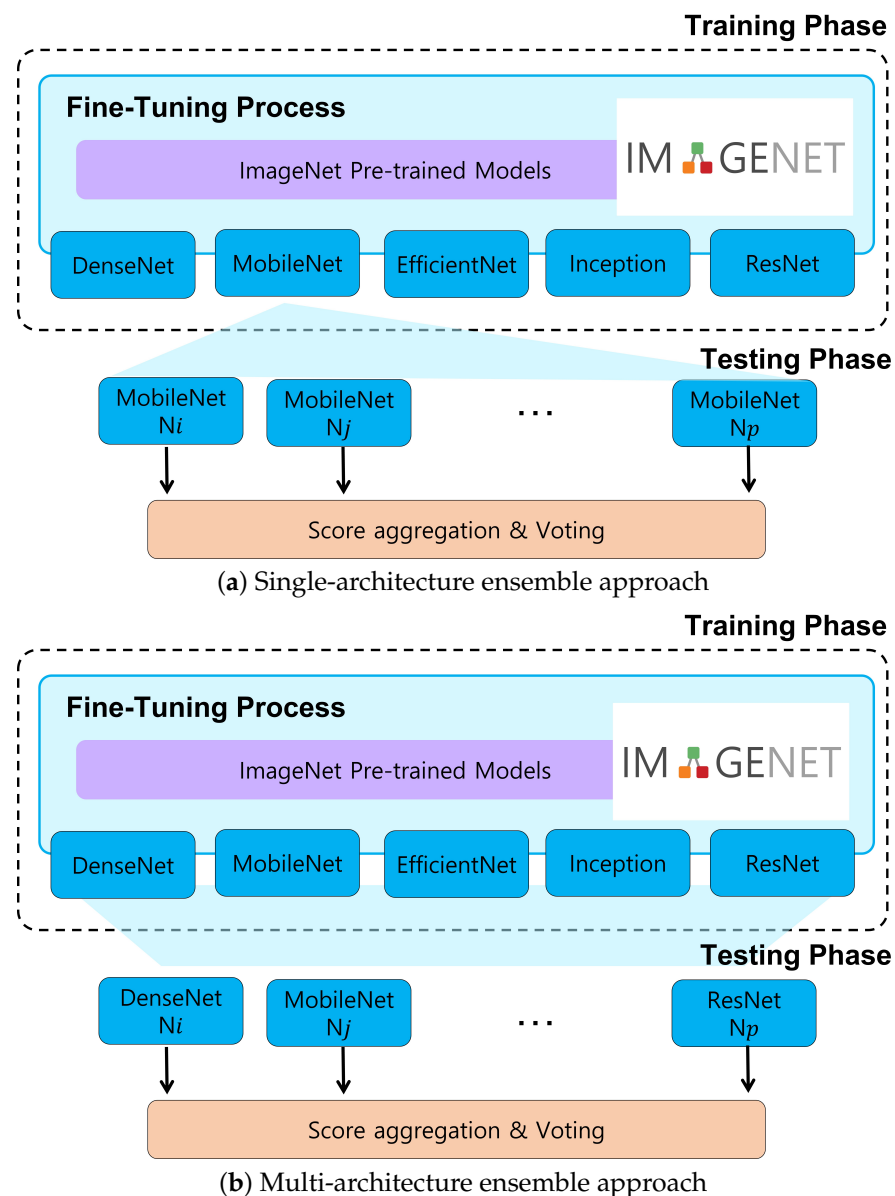 Training Phase
Fine-Tuning Process
ImageNet Pre-trained Models
IMAGENET
DenseNet
MobileNet
EfficientNet
Inception
ResNet
Testing Phase
MobileNet
Ni
MobileNet
Nj
...
MobileNet
Np
Score aggregation & Voting
(a) Single-architecture ensemble approach
Training Phase
Fine-Tuning Process
ImageNet Pre-trained Models
IMAGENET
DenseNet
MobileNet
EfficientNet
Inception
ResNet
Testing Phase
DenseNet
Ni
MobileNet
Nj
...
ResNet
Np
Score aggregation & Voting
(b) Multi-architecture ensemble approach